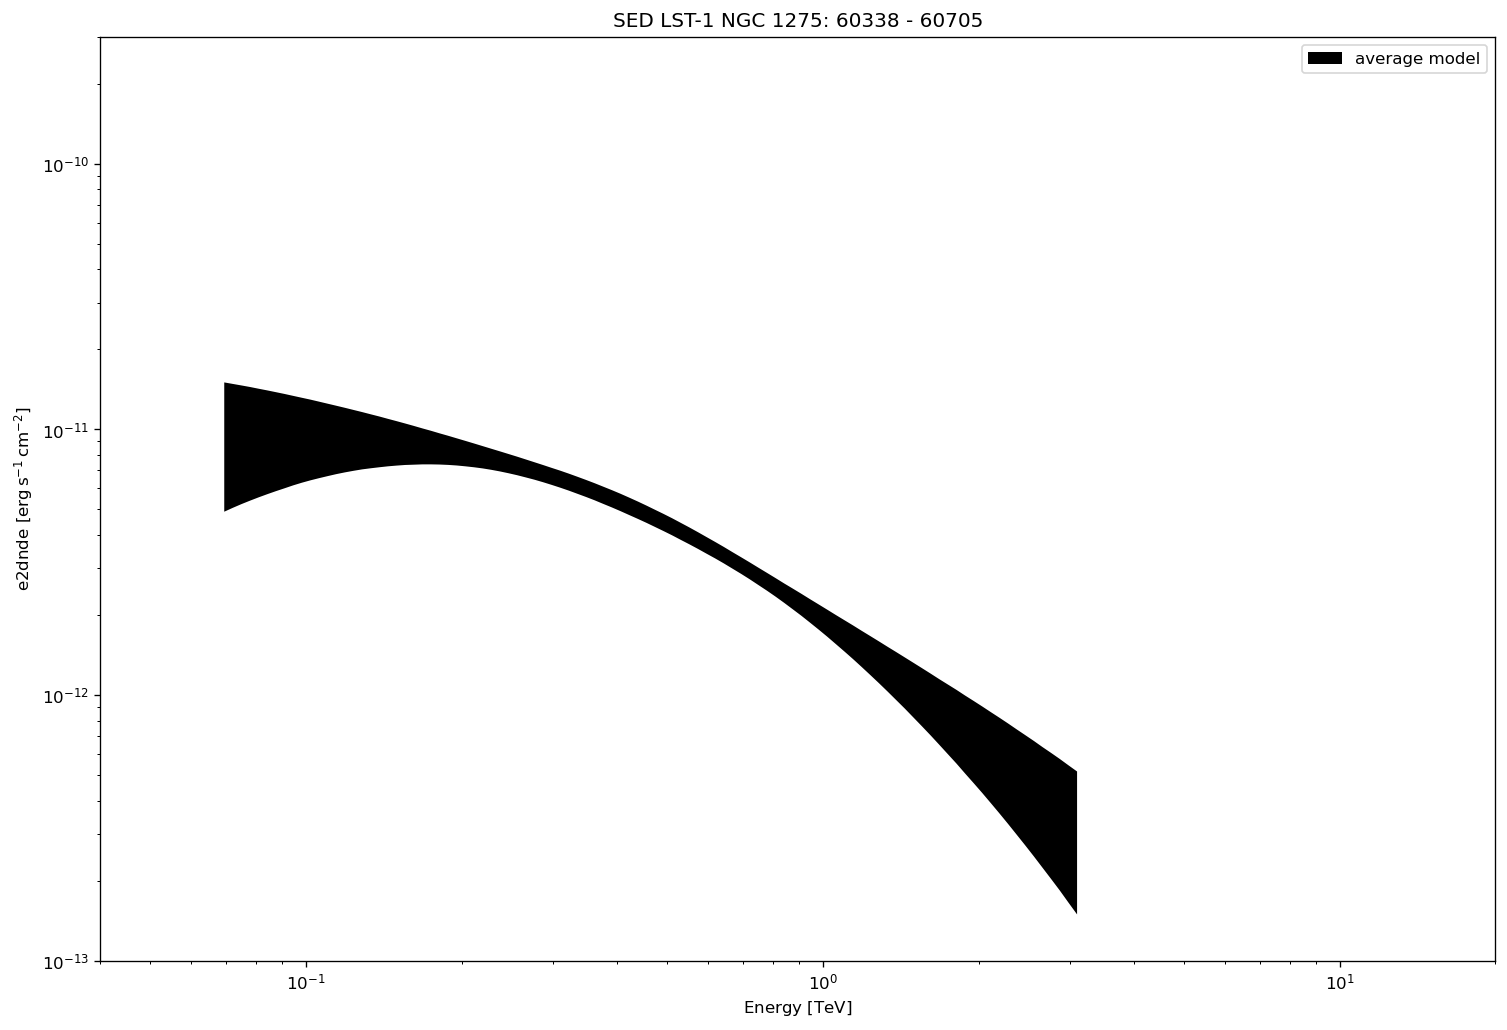 SED LST-1 NGC 1275: 60338 - 60705
average model
10⁻¹⁰
10⁻¹¹
10⁻¹²
10⁻¹³
e2dnde [erg s⁻¹ cm⁻²]
10⁻¹
10⁰
10¹
Energy [TeV]